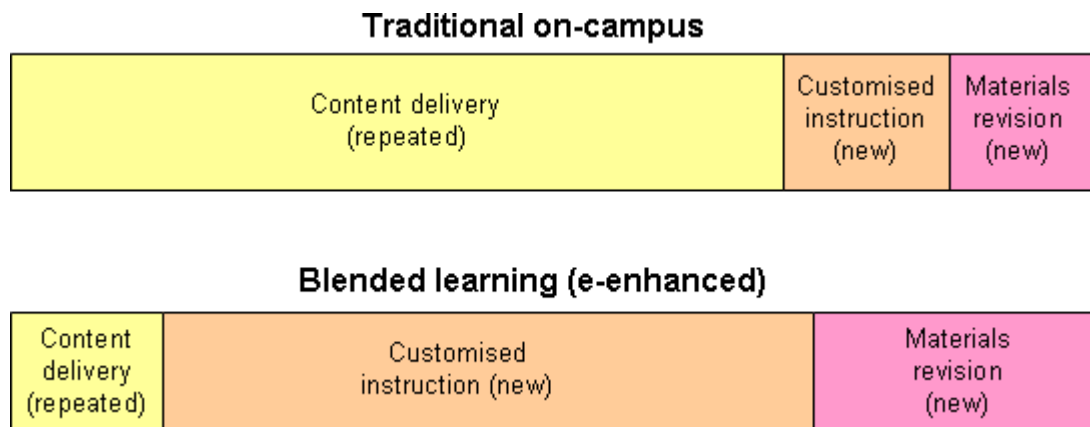 Traditional on-campus
Content delivery
(repeated)
Customised
instruction
(new)
Materials
revision
(new)
Blended learning (e-enhanced)
Content
delivery
(repeated)
Customised
instruction (new)
Materials
revision
(new)